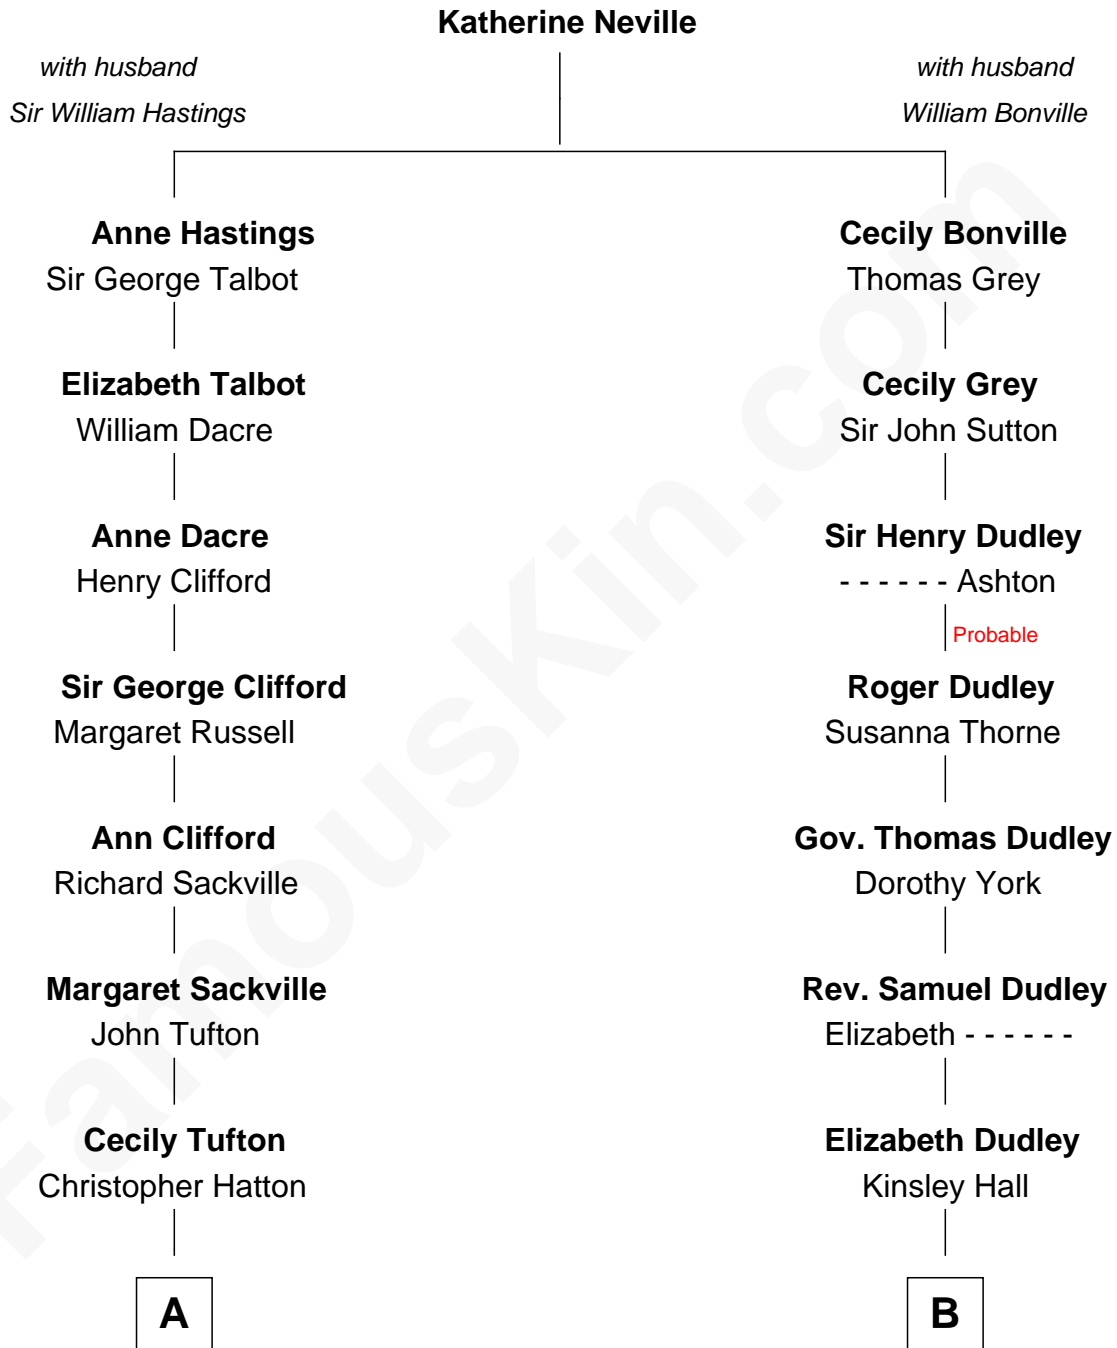 Katherine Neville
with husband
Sir William Hastings
with husband
William Bonville
Anne Hastings
Sir George Talbot
Elizabeth Talbot
William Dacre
Anne Dacre
Henry Clifford
Sir George Clifford
Margaret Russell
Ann Clifford
Richard Sackville
Margaret Sackville
John Tufton
Cecily Tufton
Christopher Hatton
A
Cecily Bonville
Thomas Grey
Cecily Grey
Sir John Sutton
Sir Henry Dudley
- - - - - - Ashton
Probable
Roger Dudley
Susanna Thorne
Gov. Thomas Dudley
Dorothy York
Rev. Samuel Dudley
Elizabeth - - - - - -
Elizabeth Dudley
Kinsley Hall
B
FamousKin.com